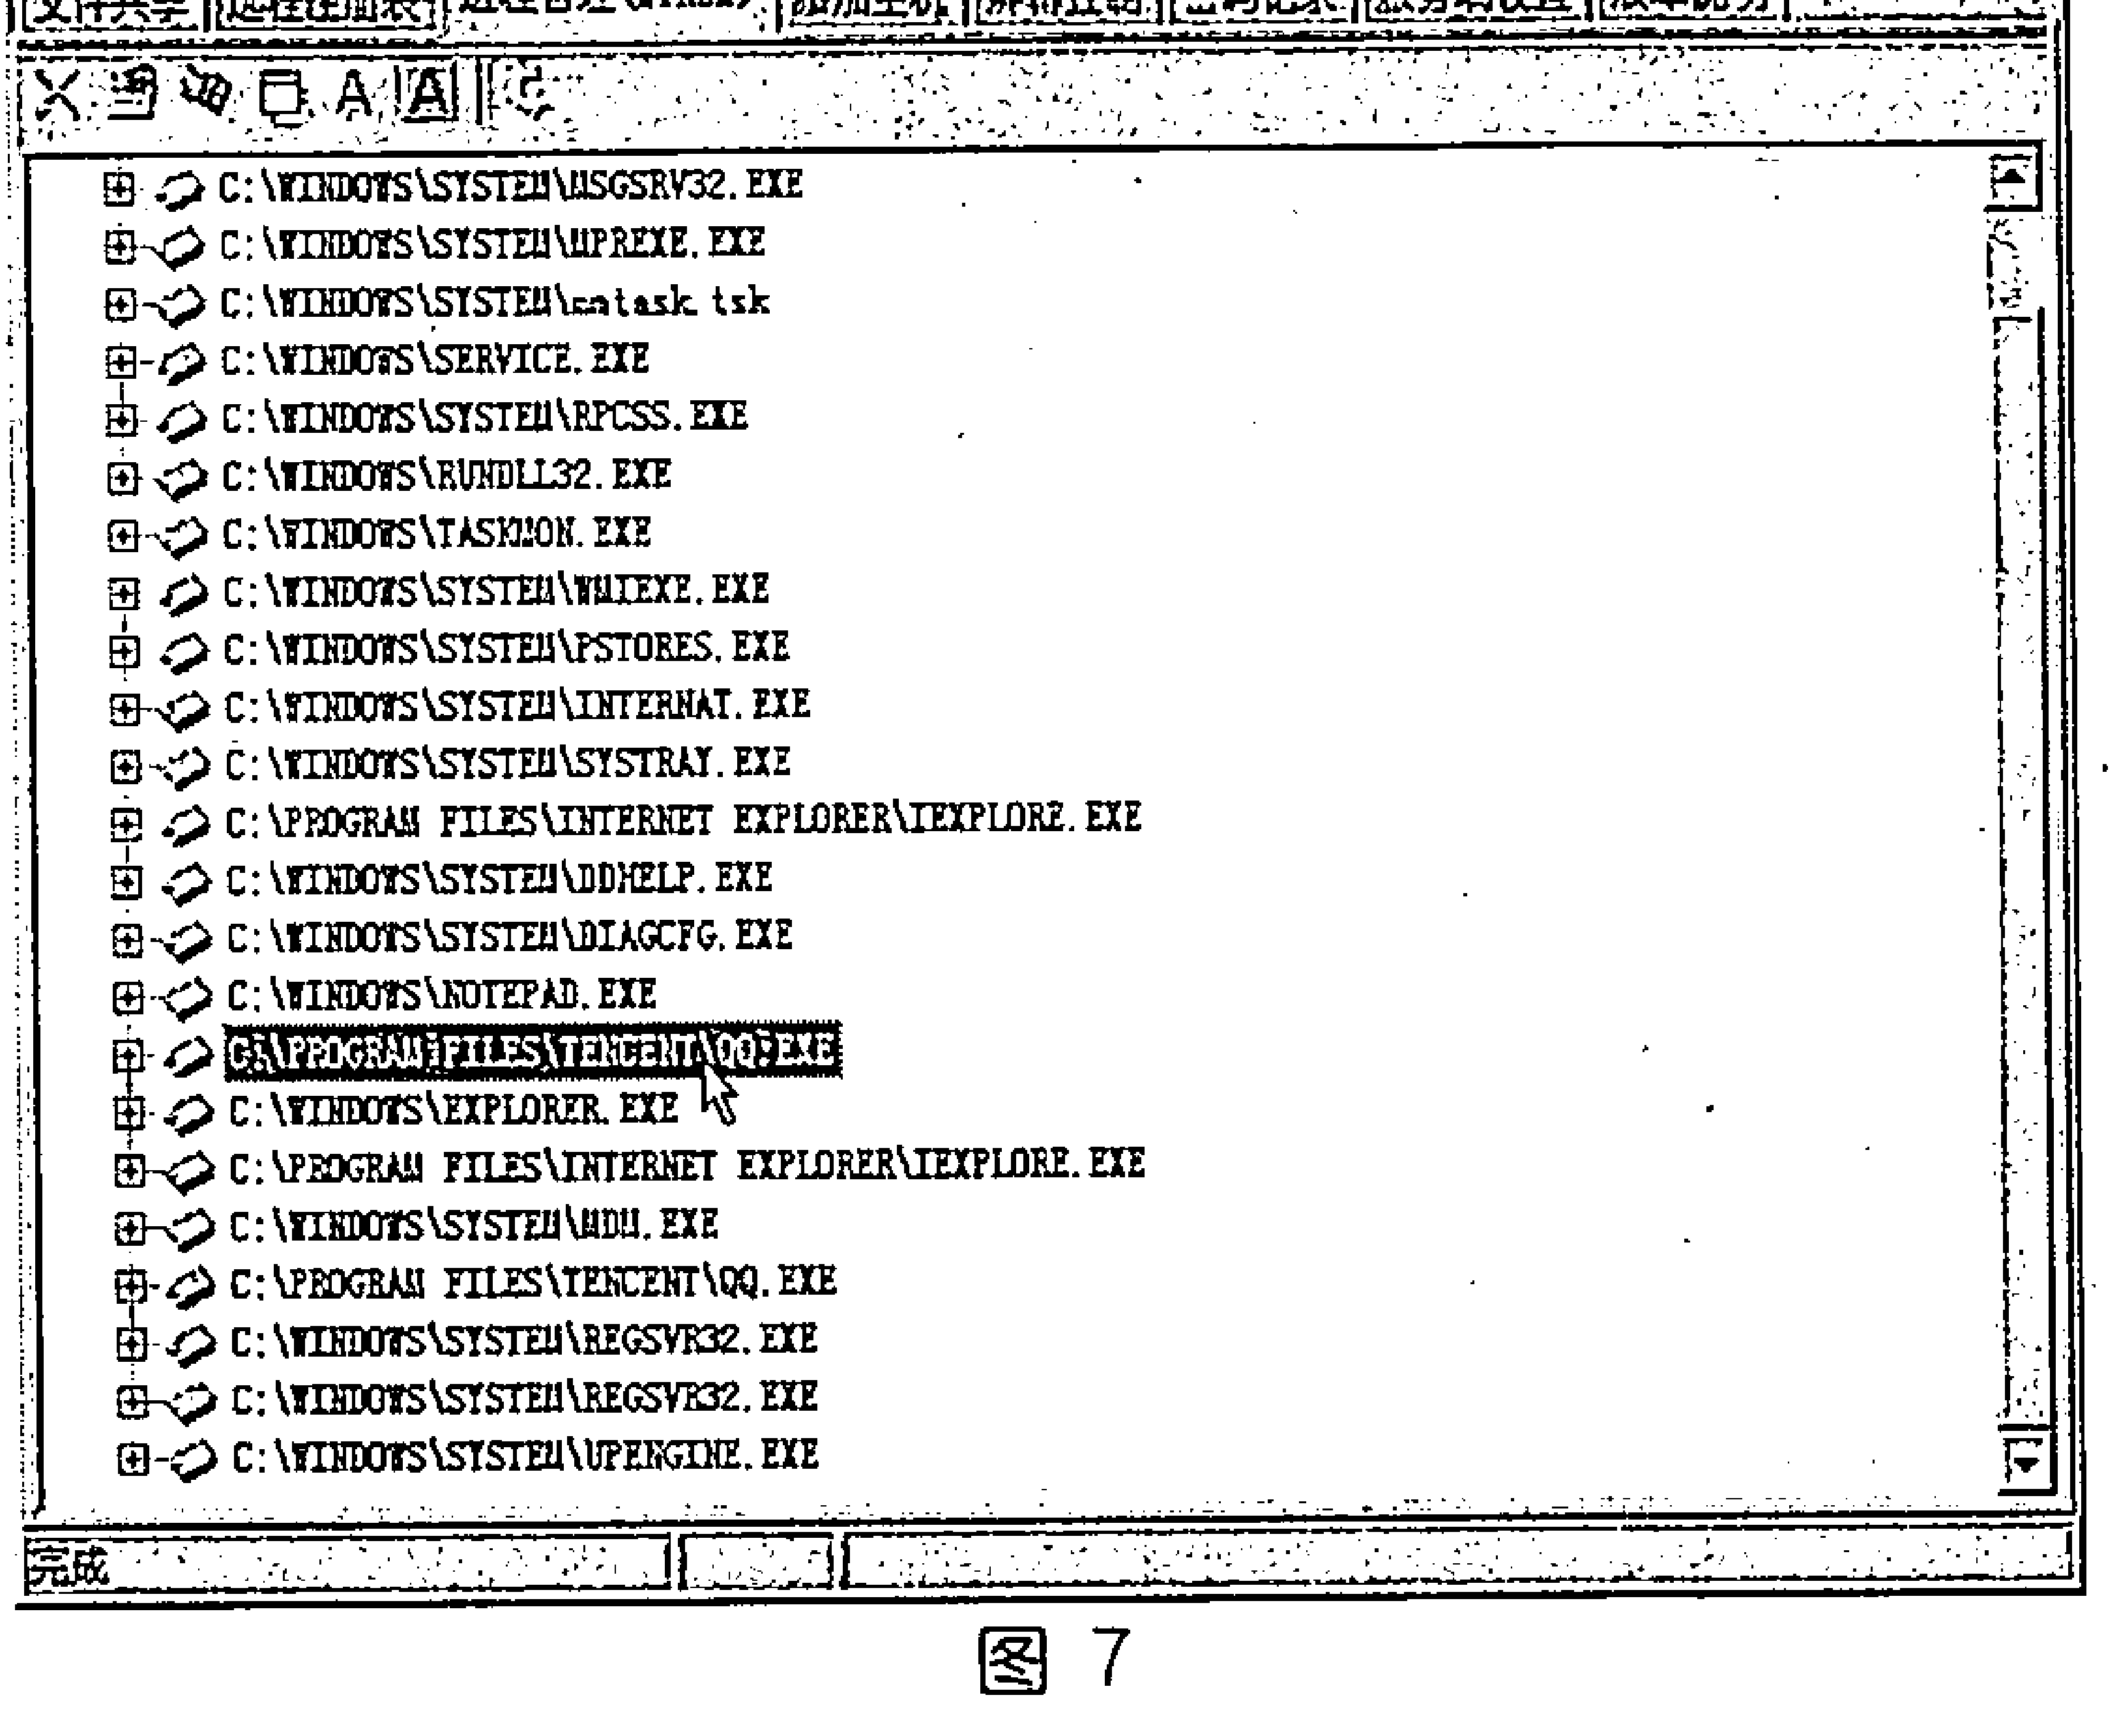 A A
C:\WINDOWS\SYSTEM\MSGSRV32.EXE
C:\WINDOWS\SYSTEM\MPREXE.EXE
C:\WINDOWS\SYSTEM\mmtask.tsk
C:\WINDOWS\SERVICE.EXE
C:\WINDOWS\SYSTEM\RPCSS.EXE
C:\WINDOWS\RUNDLL32.EXE
C:\WINDOWS\TASKMON.EXE
C:\WINDOWS\SYSTEM\WMIEXE.EXE
C:\WINDOWS\SYSTEM\PSTORES.EXE
C:\WINDOWS\SYSTEM\INTERNAT.EXE
C:\WINDOWS\SYSTEM\SYSTRAY.EXE
C:\PROGRAM FILES\INTERNET EXPLORER\IEXPLORE.EXE
C:\WINDOWS\SYSTEM\DDHELP.EXE
C:\WINDOWS\SYSTEM\DIAGCFG.EXE
C:\WINDOWS\NOTEPAD.EXE
C:\PROGRAM FILES\TENCENT\QQ.EXE
C:\WINDOWS\EXPLORER.EXE
C:\PROGRAM FILES\INTERNET EXPLORER\IEXPLORE.EXE
C:\WINDOWS\SYSTEM\MDM.EXE
C:\PROGRAM FILES\TENCENT\QQ.EXE
C:\WINDOWS\SYSTEM\REGSVR32.EXE
C:\WINDOWS\SYSTEM\REGSVR32.EXE
C:\WINDOWS\SYSTEM\UPENGINE.EXE
完成
图 7